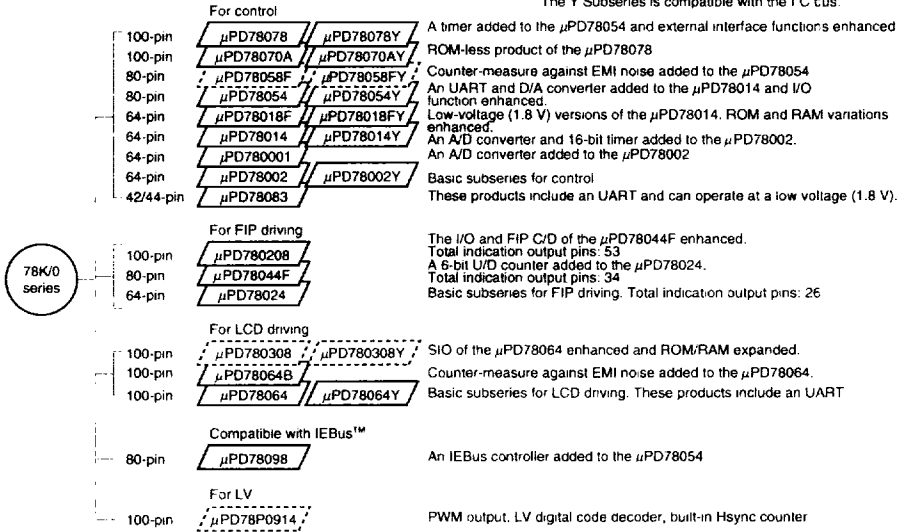 The Y Subseries is compatible with the I²C bus.
For control
100-pin μPD78078 μPD78078Y A timer added to the μPD78054 and external interface functions enhanced
100-pin μPD78070A μPD78070AY ROM-less product of the μPD78078
80-pin μPD78058F μPD78058FY Counter-measure against EMI noise added to the μPD78054
80-pin μPD78054 μPD78054Y An UART and D/A converter added to the μPD78014 and I/O
function enhanced.
64-pin μPD78018F μPD78018FY Low-voltage (1.8 V) versions of the μPD78014. ROM and RAM variations
enhanced.
64-pin μPD78014 μPD78014Y An A/D converter and 16-bit timer added to the μPD78002.
64-pin μPD780001 An A/D converter added to the μPD78002
64-pin μPD78002 μPD78002Y Basic subseries for control
42/44-pin μPD78083 These products include an UART and can operate at a low voltage (1.8 V).
For FIP driving
100-pin μPD780208 The I/O and FIP C/D of the μPD78044F enhanced.
Total indication output pins: 53
80-pin μPD78044F A 6-bit U/D counter added to the μPD78024.
Total indication output pins: 34
64-pin μPD78024 Basic subseries for FIP driving. Total indication output pins: 26
78K/0
series
For LCD driving
100-pin μPD780308 μPD780308Y SIO of the μPD78064 enhanced and ROM/RAM expanded.
100-pin μPD78064B Counter-measure against EMI noise added to the μPD78064.
100-pin μPD78064 μPD78064Y Basic subseries for LCD driving. These products include an UART
Compatible with IEBus™
80-pin μPD78098 An IEBus controller added to the μPD78054
For LV
100-pin μPD78P0914 PWM output, LV digital code decoder, built-in Hsync counter